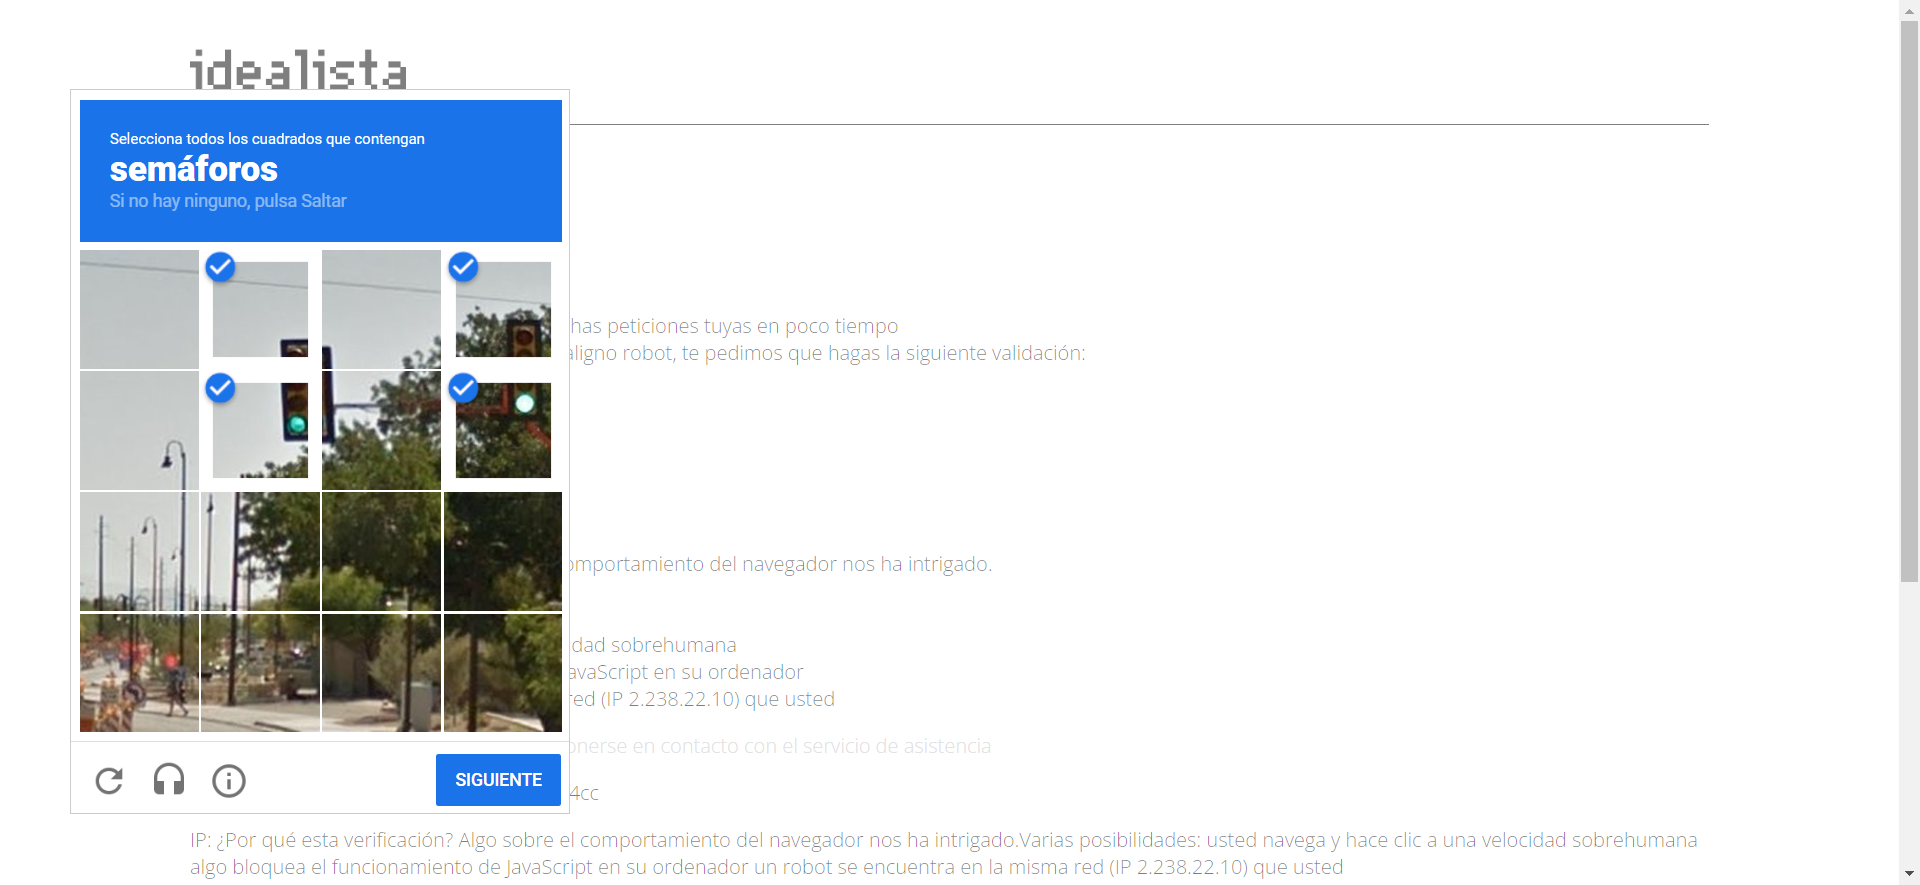 idealista
Selecciona todos los cuadrados que contengan
semáforos
Si no hay ninguno, pulsa Saltar
has peticiones tuyas en poco tiempo
aligno robot, te pedimos que hagas la siguiente validación:
omportamiento del navegador nos ha intrigado.
dad sobrehumana
avaScript en su ordenador
red (IP 2.238.22.10) que usted
onerse en contacto con el servicio de asistencia
SIGUIENTE
4cc
IP: ¿Por qué esta verificación? Algo sobre el comportamiento del navegador nos ha intrigado.Varias posibilidades: usted navega y hace clic a una velocidad sobrehumana
algo bloquea el funcionamiento de JavaScript en su ordenador un robot se encuentra en la misma red (IP 2.238.22.10) que usted